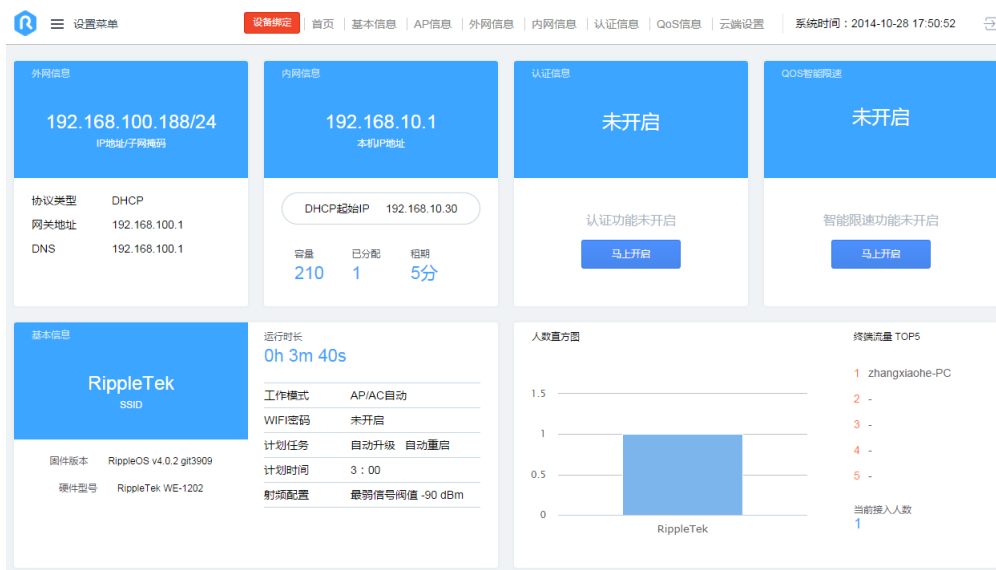 设置菜单
设备绑定 首页 基本信息 AP信息 外网信息 内网信息 认证信息 QoS信息 云端设置 系统时间：2014-10-28 17:50:52
外网信息
192.168.100.188/24
IP地址/子网掩码
协议类型 DHCP
网关地址 192.168.100.1
DNS 192.168.100.1
内网信息
192.168.10.1
本机IP地址
DHCP起始IP 192.168.10.30
容量 已分配 租期
210 1 5分
认证信息
未开启
认证功能未开启
马上开启
QOS智能限速
未开启
智能限速功能未开启
马上开启
基本信息
RippleTek
SSID
固件版本 RippleOS v4.0.2 git3909
硬件型号 RippleTek WE-1202
运行时长
0h 3m 40s
工作模式 AP/AC自动
WIFI密码 未开启
计划任务 自动升级 自动重启
计划时间 3：00
射频配置 最弱信号阀值 -90 dBm
人数直方图
1.5
1
0.5
0
RippleTek
终端流量 TOP5
1 zhangxiaohe-PC
2 -
3 -
4 -
5 -
当前接入人数
1